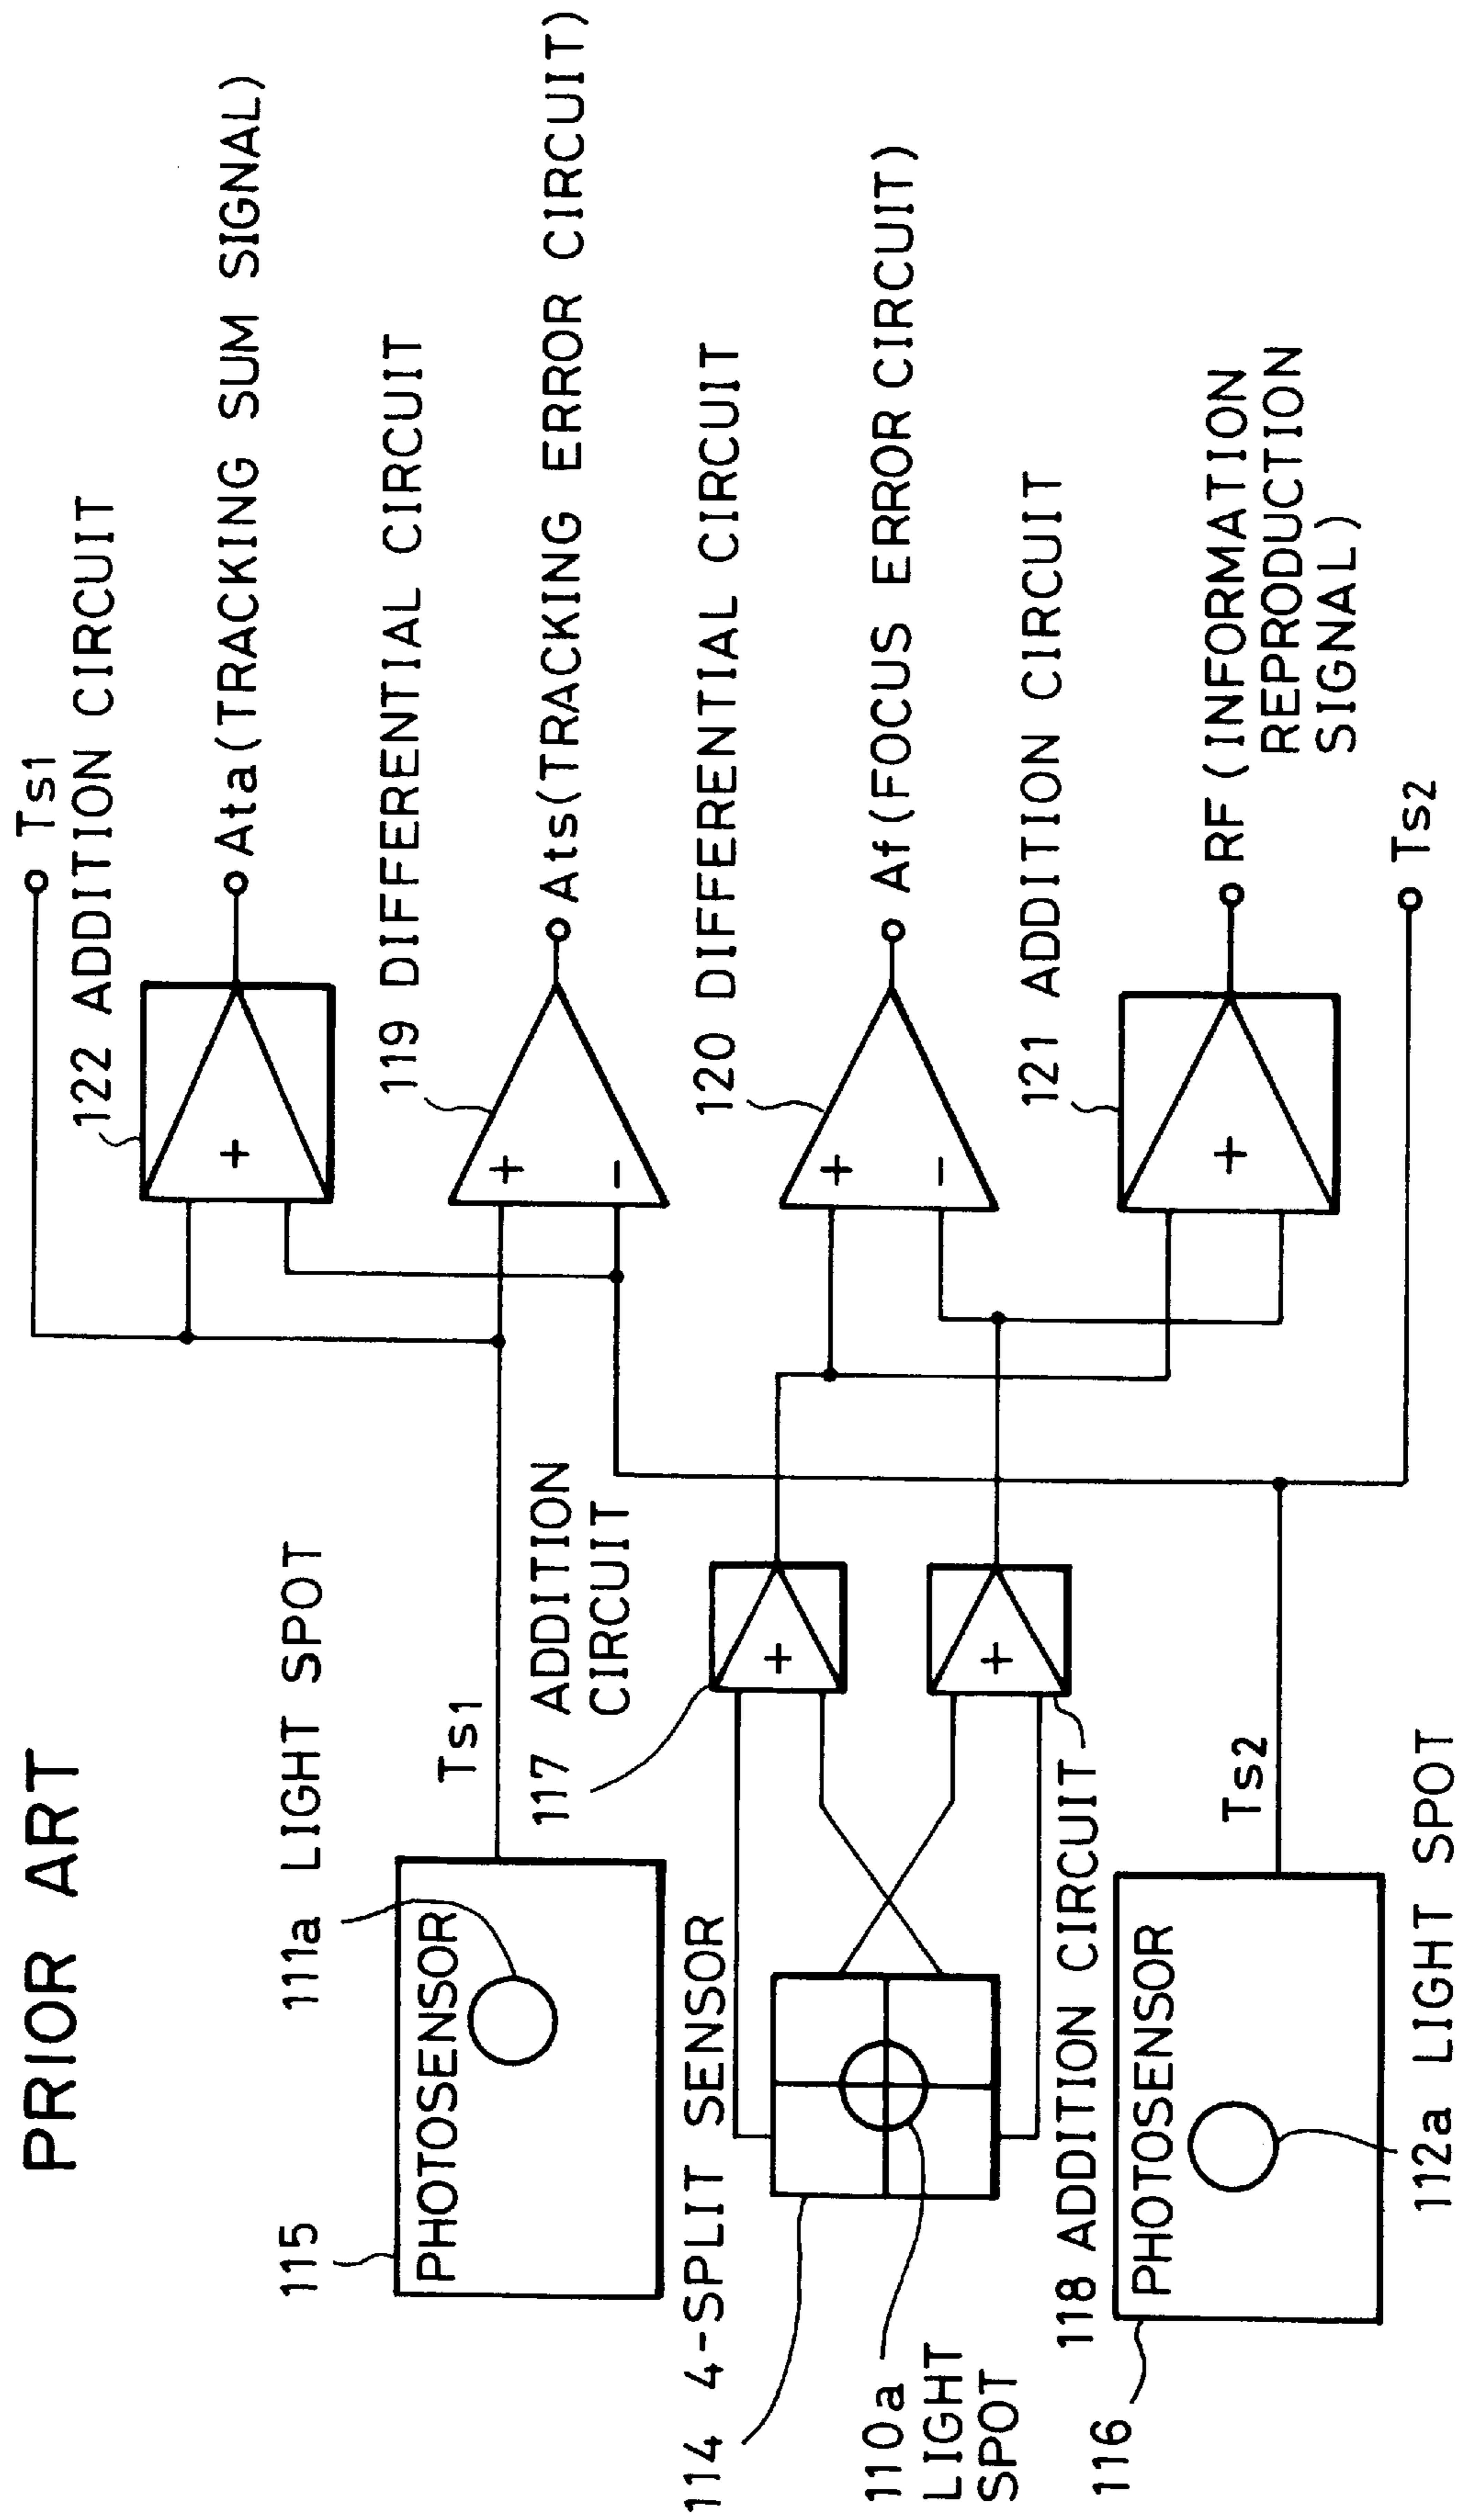 PRIOR ART
Ts1
122 ADDITION CIRCUIT
Ata(TRACKING SUM SIGNAL)
115
111a LIGHT SPOT
119 DIFFERENTIAL CIRCUIT
PHOTOSENSOR
Ts1
+
+
-
Ats(TRACKING ERROR CIRCUIT)
117 ADDITION
CIRCUIT
114 4-SPLIT SENSOR
120 DIFFERENTIAL CIRCUIT
+
+
-
Af(FOCUS ERROR CIRCUIT)
110a
LIGHT
SPOT
+
121 ADDITION CIRCUIT
118 ADDITION CIRCUIT
116
PHOTOSENSOR
Ts2
+
RF(INFORMATION
REPRODUCTION
SIGNAL)
112a LIGHT SPOT
Ts2